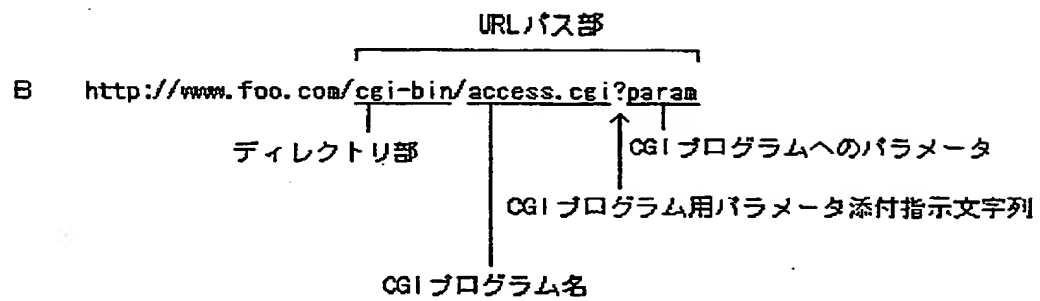 URLパス部
B http://www.foo.com/cgi-bin/access.cgi?param
ディレクトリ部
CGIプログラムへのパラメータ
CGIプログラム用パラメータ添付指示文字列
CGIプログラム名